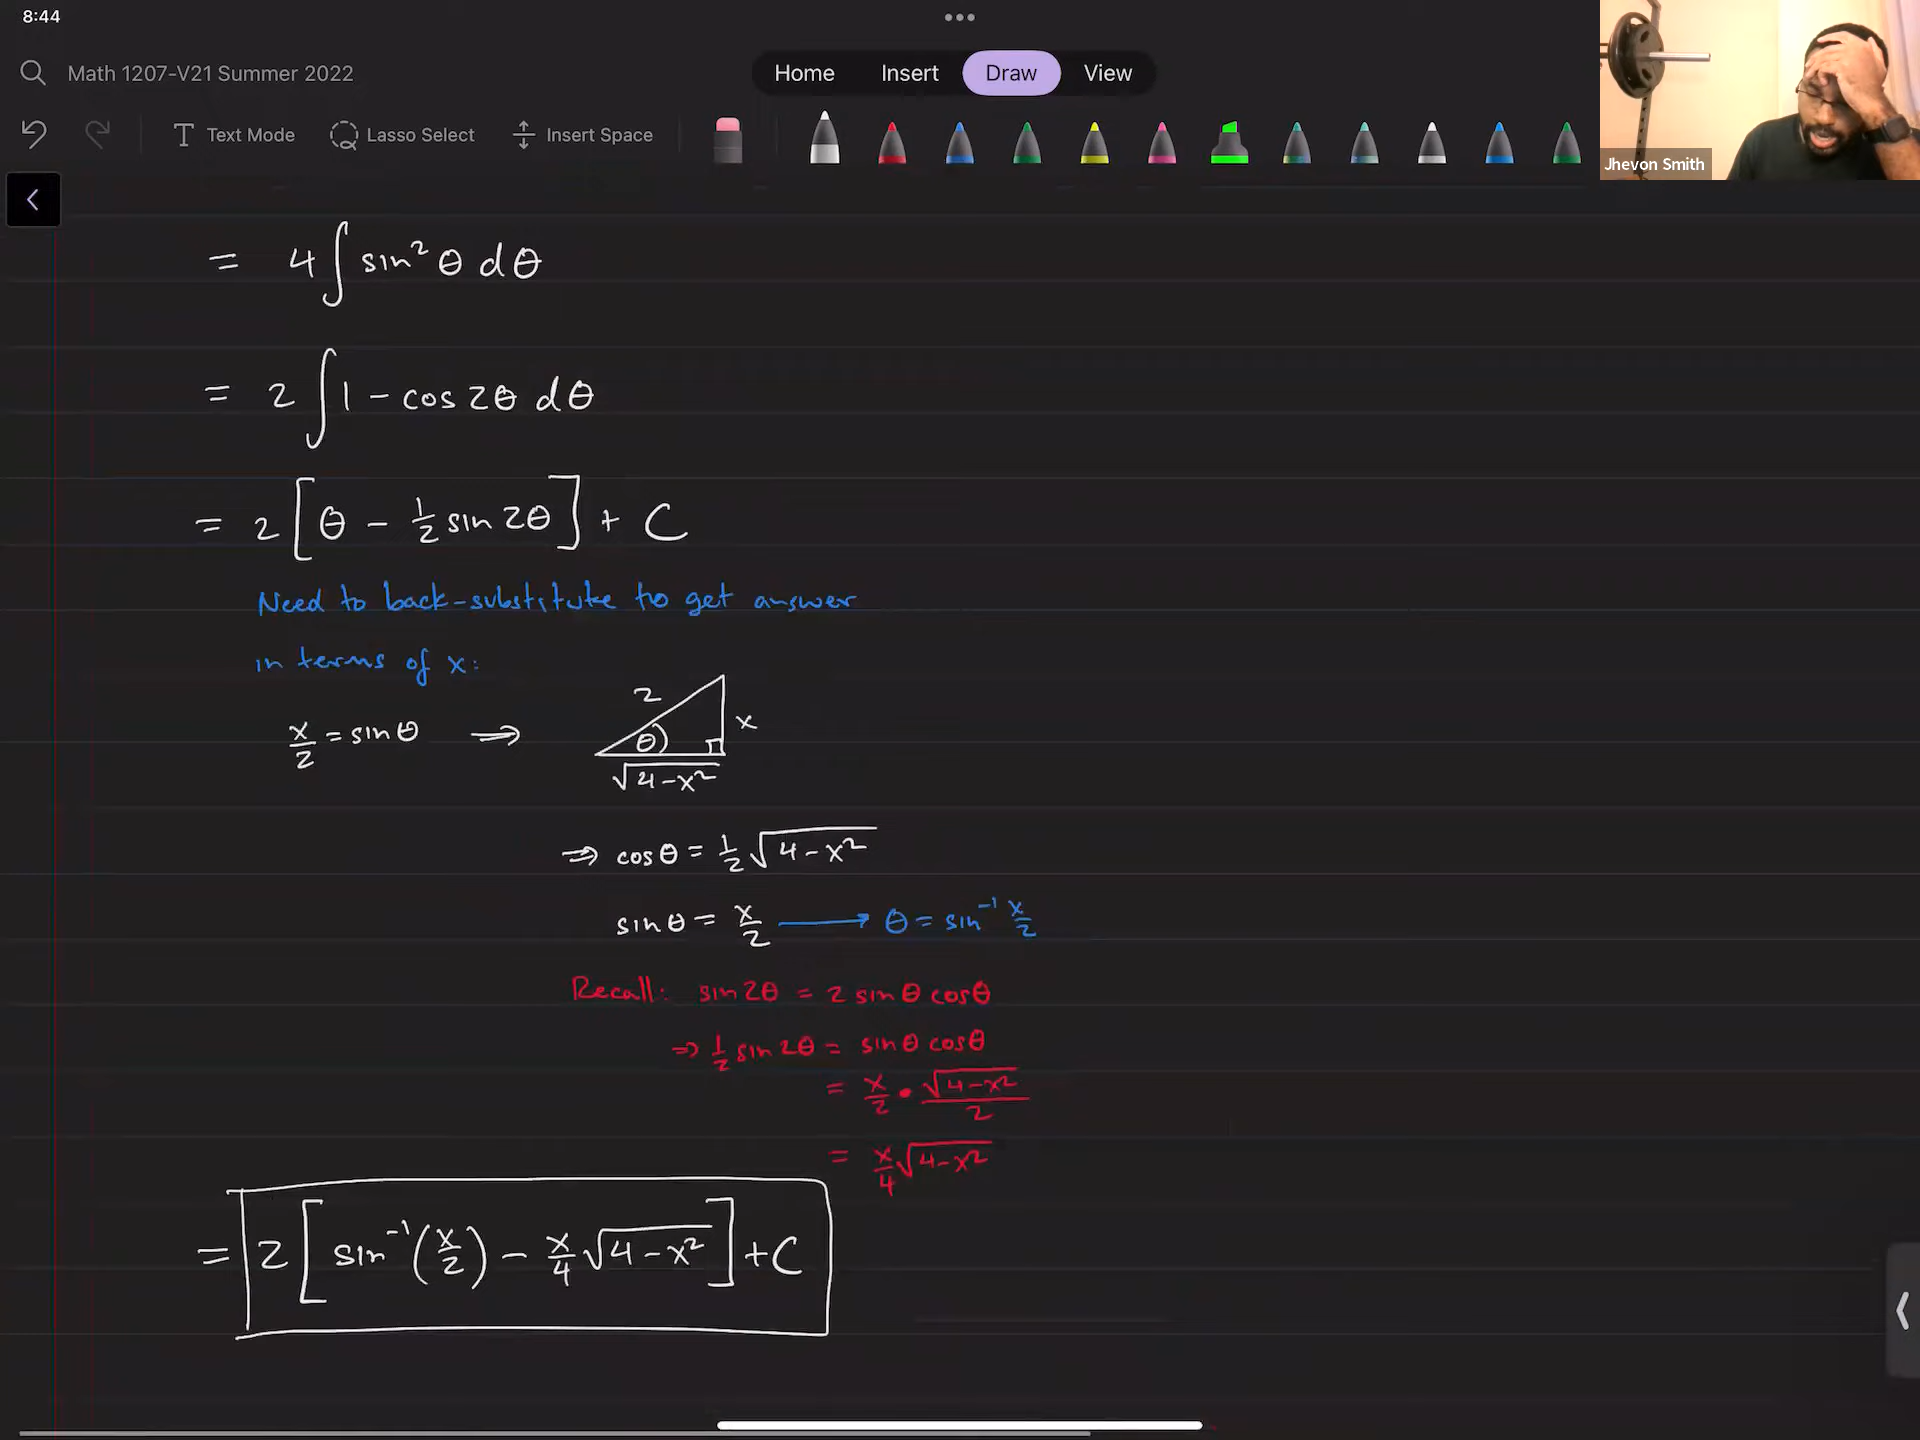 8:44
Math 1207-V21 Summer 2022
Home Insert Draw View
Text Mode Lasso Select Insert Space
Jhevon Smith
= 4 ∫ sin² θ dθ
= 2 ∫ 1 - cos 2θ dθ
= 2 [ θ - 1/2 sin 2θ ] + C
Need to back-substitute to get answer
in terms of x:
x/2 = sin θ ⇒
2
x
θ
√(4-x²)
⇒ cos θ = 1/2 √(4-x²)
sin θ = x/2 → θ = sin⁻¹ x/2
Recall: sin 2θ = 2 sin θ cos θ
⇒ 1/2 sin 2θ = sin θ cos θ
= x/2 • √(4-x²)/2
= x/4 √(4-x²)
= 2 [ sin⁻¹(x/2) - x/4 √(4-x²) ] + C